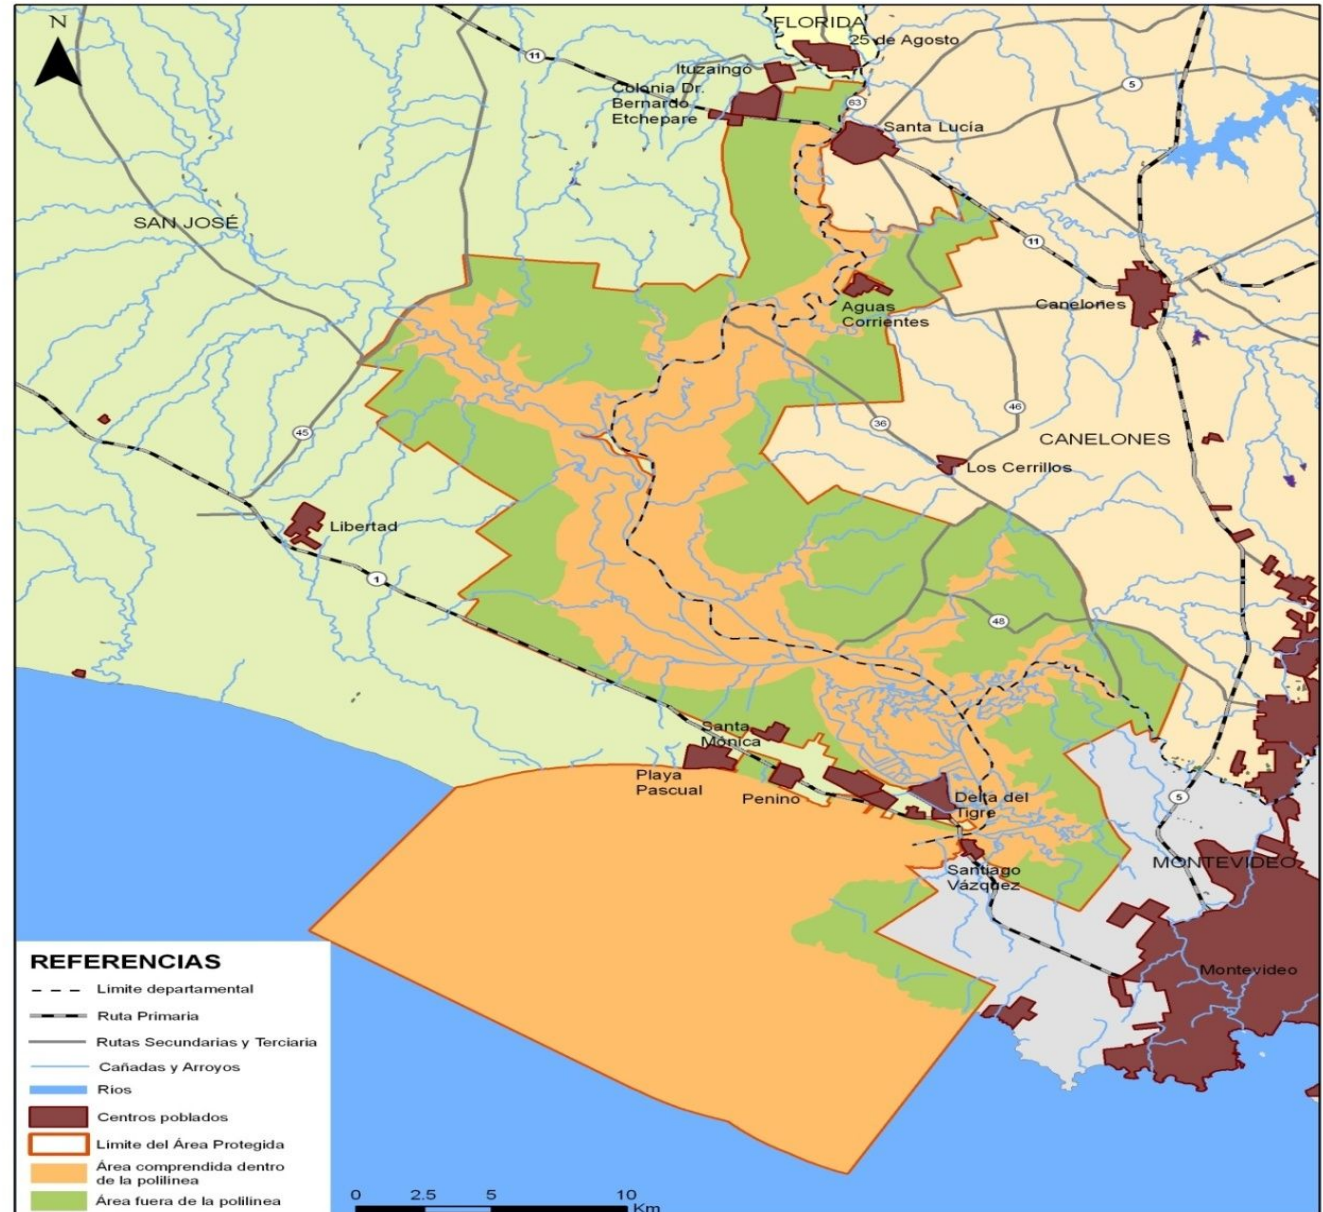 N
FLORIDA
25 de Agosto
11
Ituzaingó
Colonia Dr.
Bernardo
Etchepare
5
63
Santa Lucía
SAN JOSÉ
11
Aguas
Corrientes
Canelones
45
36
46
CANELONES
Los Cerrillos
Libertad
1
48
Santa
Mónica
Playa
Pascual
Penino
Delta del
Tigre
5
Santiago
Vázquez
MONTEVIDEO
Montevideo
REFERENCIAS
Limite departamental
Ruta Primaria
Rutas Secundarias y Terciaria
Cañadas y Arroyos
Rios
Centros poblados
Limite del Área Protegida
Área comprendida dentro
de la polilínea
Área fuera de la polilínea
0 2.5 5 10
Km